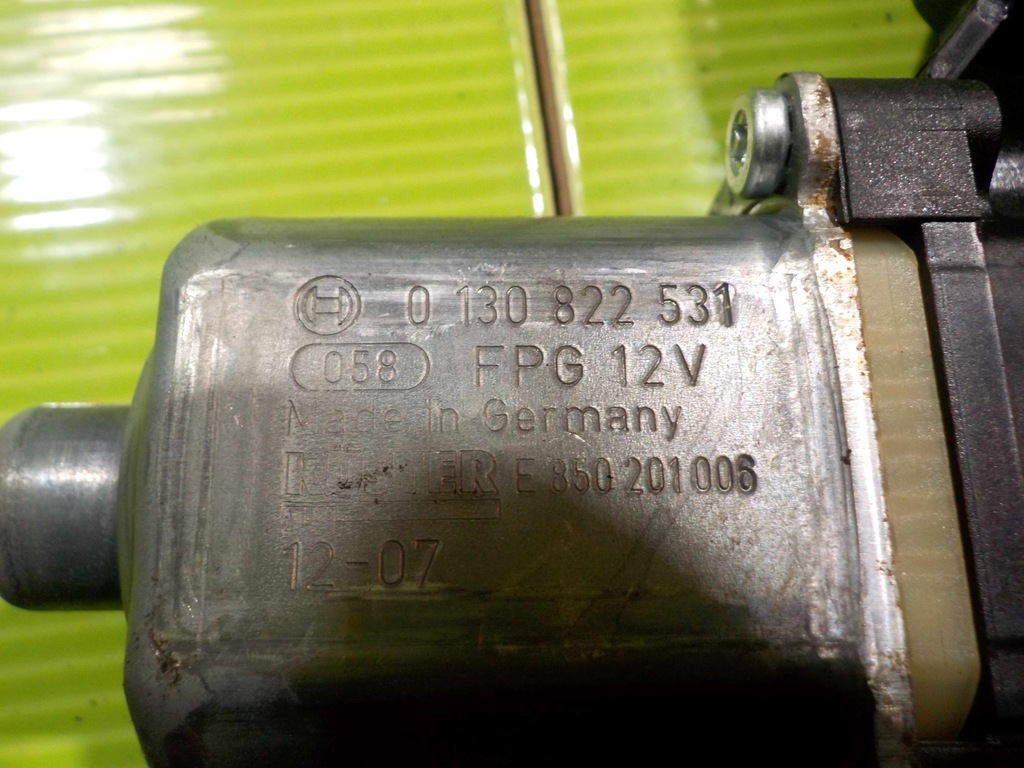 0 130 822 531
058 FPG 12V
Made in Germany
E 850 201 006
12-07